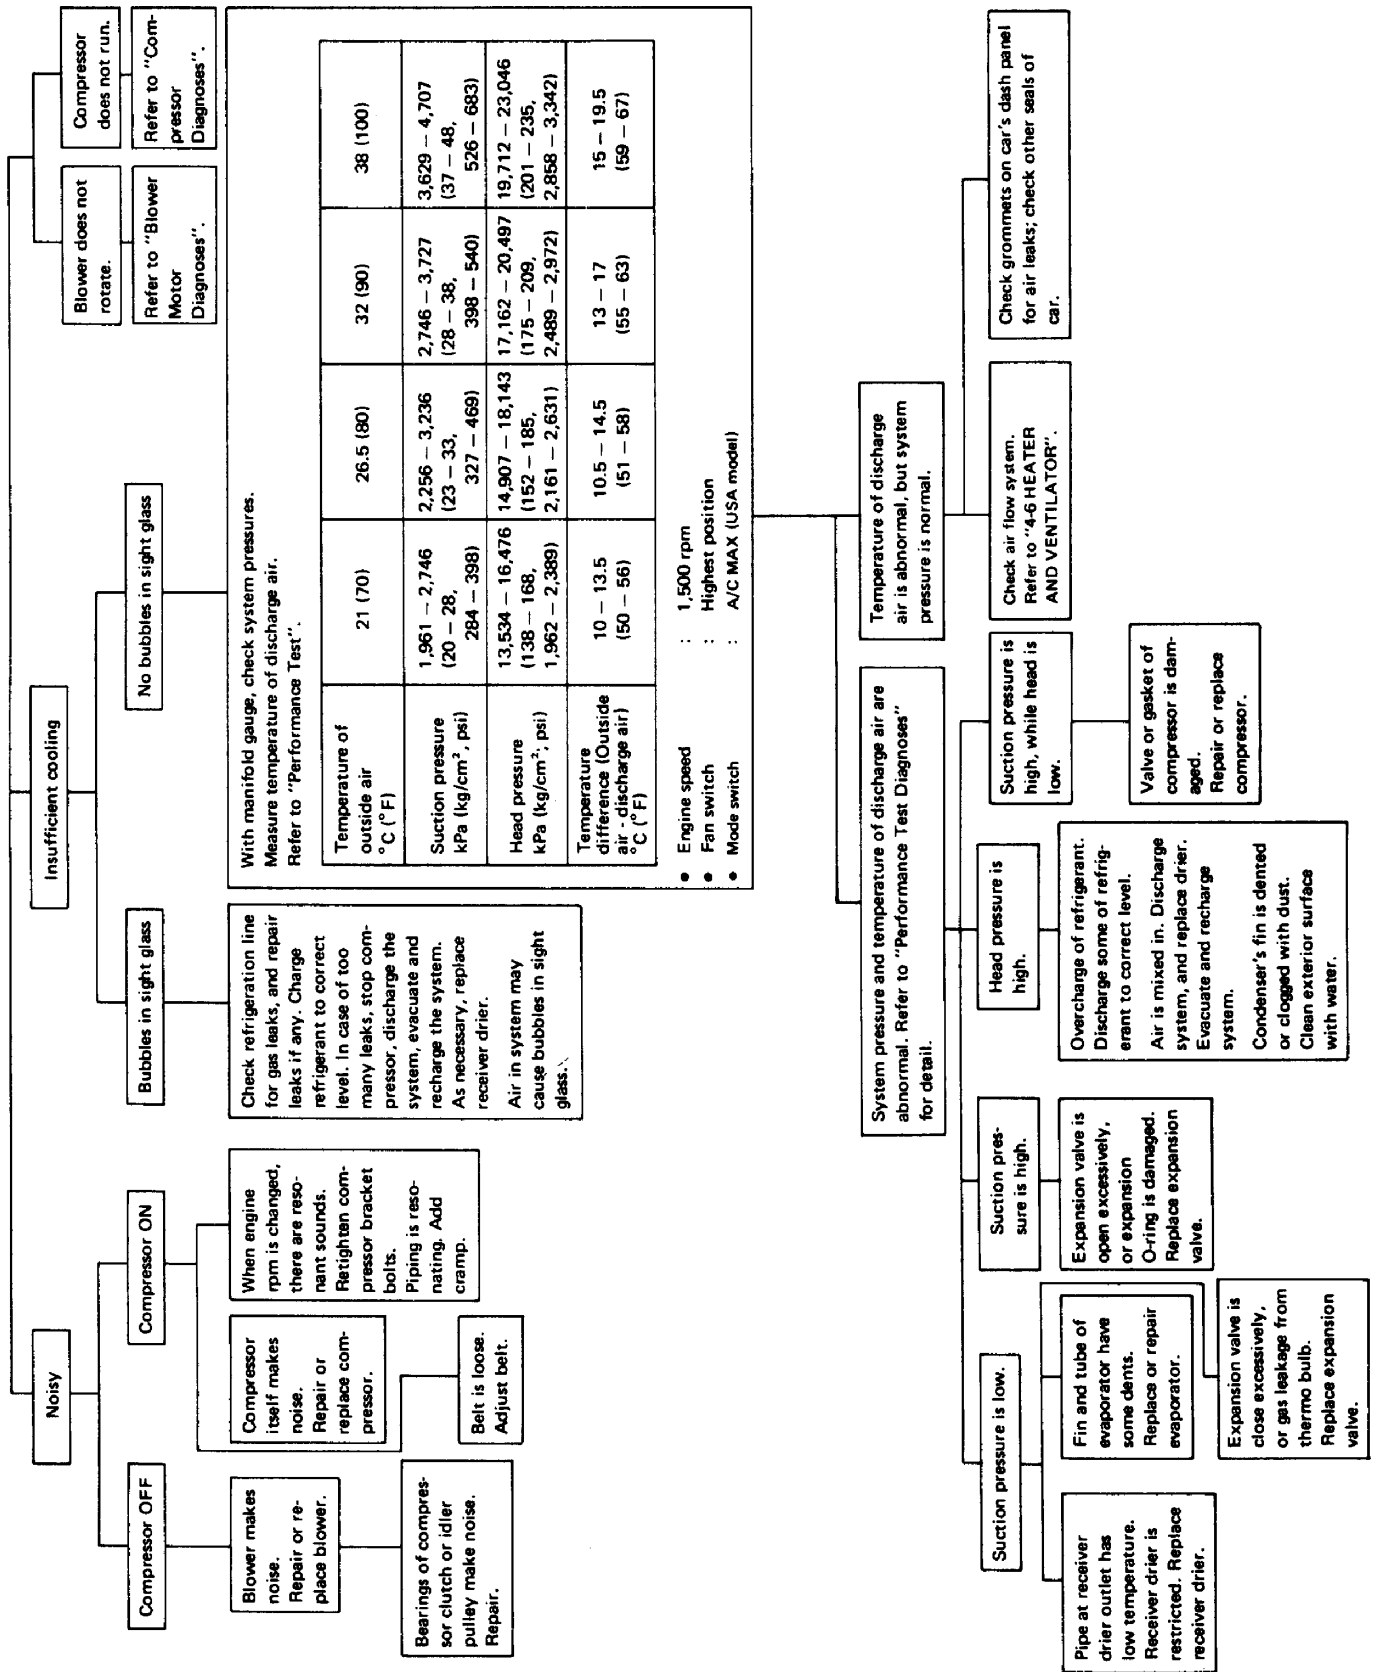 Noisy
Insufficient cooling
Blower does not
rotate.
Compressor
does not run.
Refer to "Blower
Motor
Diagnoses".
Refer to "Com-
pressor
Diagnoses".
Compressor OFF
Compressor ON
Bubbles in sight glass
No bubbles in sight glass
Blower makes
noise.
Repair or re-
place blower.
Bearings of compres-
sor clutch or idler
pulley make noise.
Repair.
Compressor
itself makes
noise.
Repair or
replace com-
pressor.
When engine
rpm is changed,
there are reso-
nant sounds.
Retighten com-
pressor bracket
bolts.
Piping is reso-
nating. Add
cramp.
Belt is loose.
Adjust belt.
Check refrigeration line
for gas leaks, and repair
leaks if any. Charge
refrigerant to correct
level. In case of too
many leaks, stop com-
pressor, discharge the
system, evacuate and
recharge the system.
As necessary, replace
receiver drier.
Air in system may
cause bubbles in sight
glass.
With manifold gauge, check system pressures.
Measure temperature of discharge air.
Refer to "Performance Test".
Temperature of
outside air
°C (°F)
21 (70)
26.5 (80)
32 (90)
38 (100)
Suction pressure
kPa (kg/cm², psi)
1,961 – 2,746
(20 – 28,
284 – 398)
2,256 – 3,236
(23 – 33,
327 – 469)
2,746 – 3,727
(28 – 38,
398 – 540)
3,629 – 4,707
(37 – 48,
526 – 683)
Head pressure
kPa (kg/cm², psi)
13,534 – 16,476
(138 – 168,
1,962 – 2,389)
14,907 – 18,143
(152 – 185,
2,161 – 2,631)
17,162 – 20,497
(175 – 209,
2,489 – 2,972)
19,712 – 23,046
(201 – 235,
2,858 – 3,342)
Temperature
difference (Outside
air - discharge air)
°C (°F)
10 – 13.5
(50 – 56)
10.5 – 14.5
(51 – 58)
13 – 17
(55 – 63)
15 – 19.5
(59 – 67)
• Engine speed : 1,500 rpm
• Fan switch : Highest position
• Mode switch : A/C MAX (USA model)
System pressure and temperature of discharge air are
abnormal. Refer to "Performance Test Diagnoses"
for detail.
Temperature of discharge
air is abnormal, but system
pressure is normal.
Suction pressure is low.
Suction pres-
sure is high.
Head pressure is
high.
Suction pressure is
high, while head is
low.
Check air flow system.
Refer to "4-6 HEATER
AND VENTILATOR".
Check grommets on car's dash panel
for air leaks; check other seals of
car.
Pipe at receiver
drier outlet has
low temperature.
Receiver drier is
restricted. Replace
receiver drier.
Fin and tube of
evaporator have
some dents.
Replace or repair
evaporator.
Expansion valve is
close excessively,
or gas leakage from
thermo bulb.
Replace expansion
valve.
Expansion valve is
open excessively,
or expansion
O-ring is damaged.
Replace expansion
valve.
Overcharge of refrigerant.
Discharge some of refrig-
erant to correct level.
Air is mixed in. Discharge
system, and replace drier.
Evacuate and recharge
system.
Condenser's fin is dented
or clogged with dust.
Clean exterior surface
with water.
Valve or gasket of
compressor is dam-
aged.
Repair or replace
compressor.